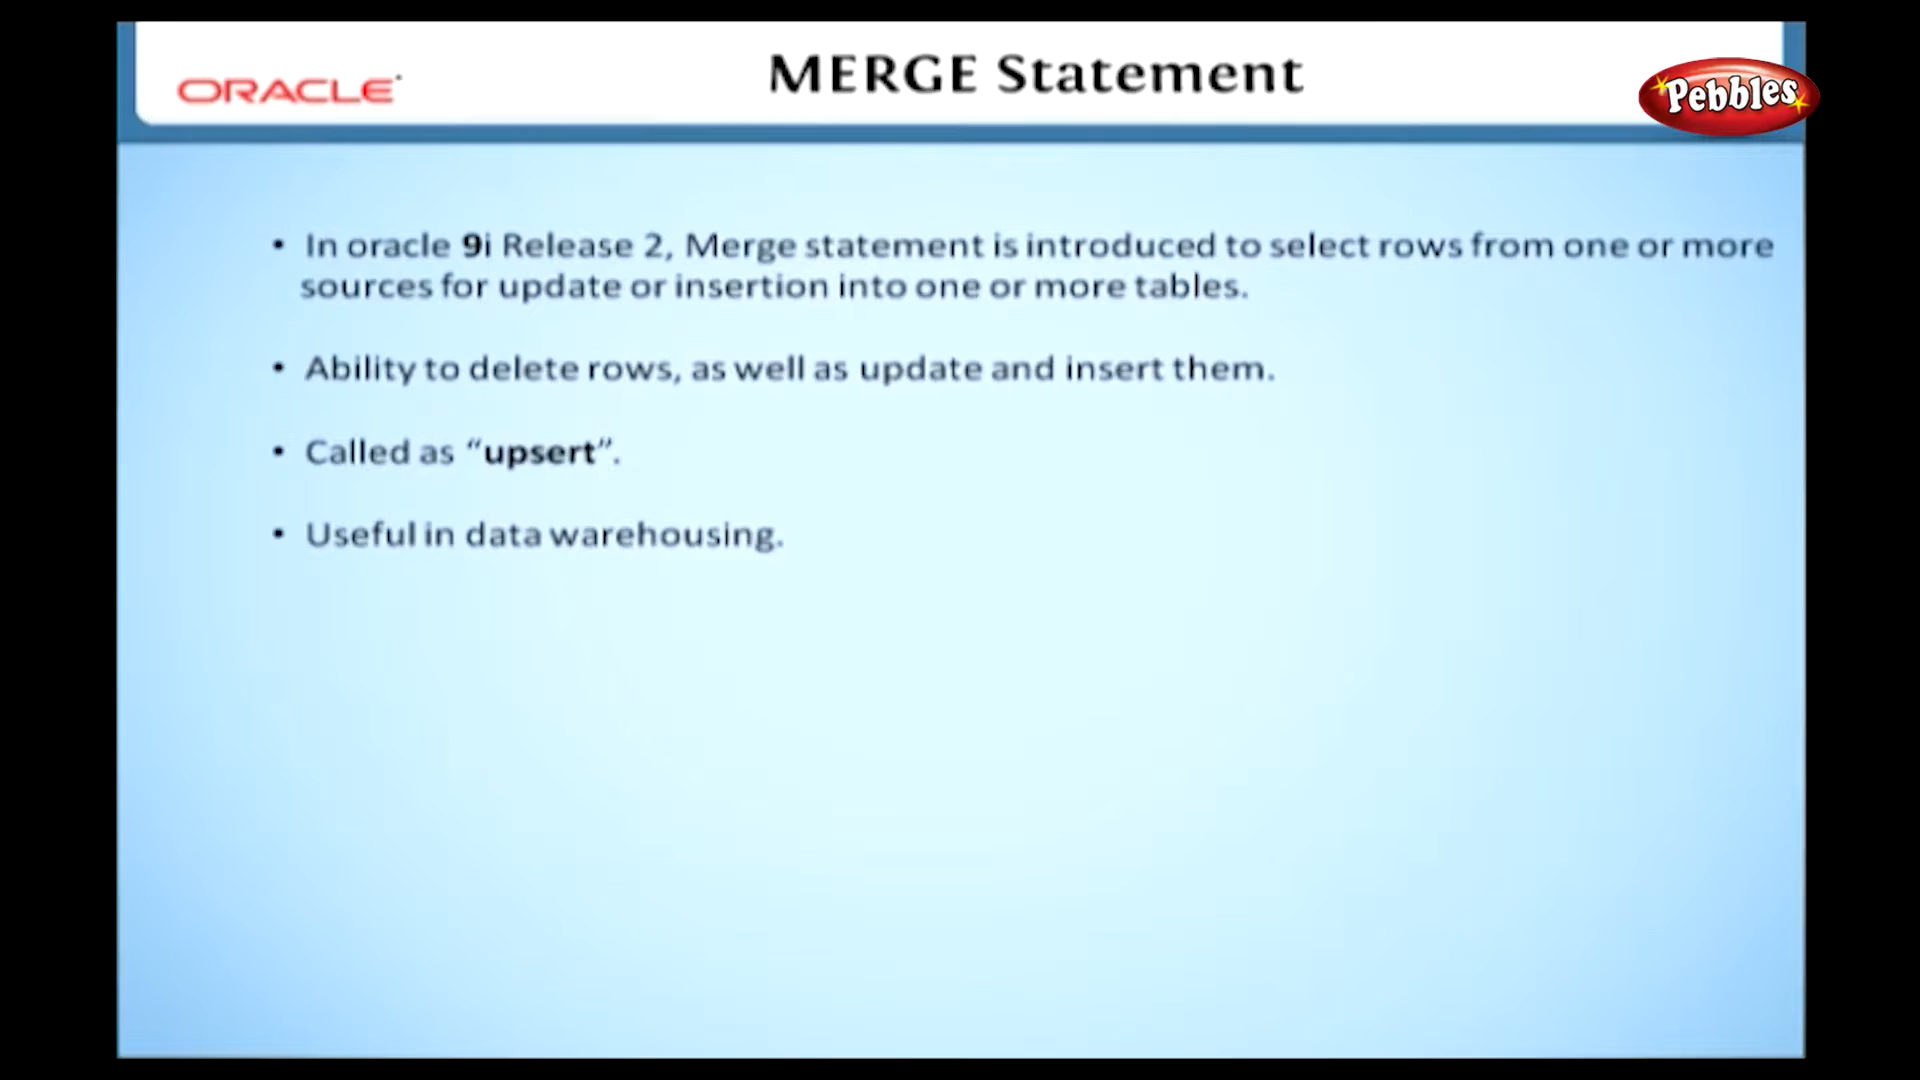 MERGE Statement
ORACLE
Pebbles
• In oracle 9i Release 2, Merge statement is introduced to select rows from one or more
sources for update or insertion into one or more tables.
• Ability to delete rows, as well as update and insert them.
• Called as “upsert”.
• Useful in data warehousing.